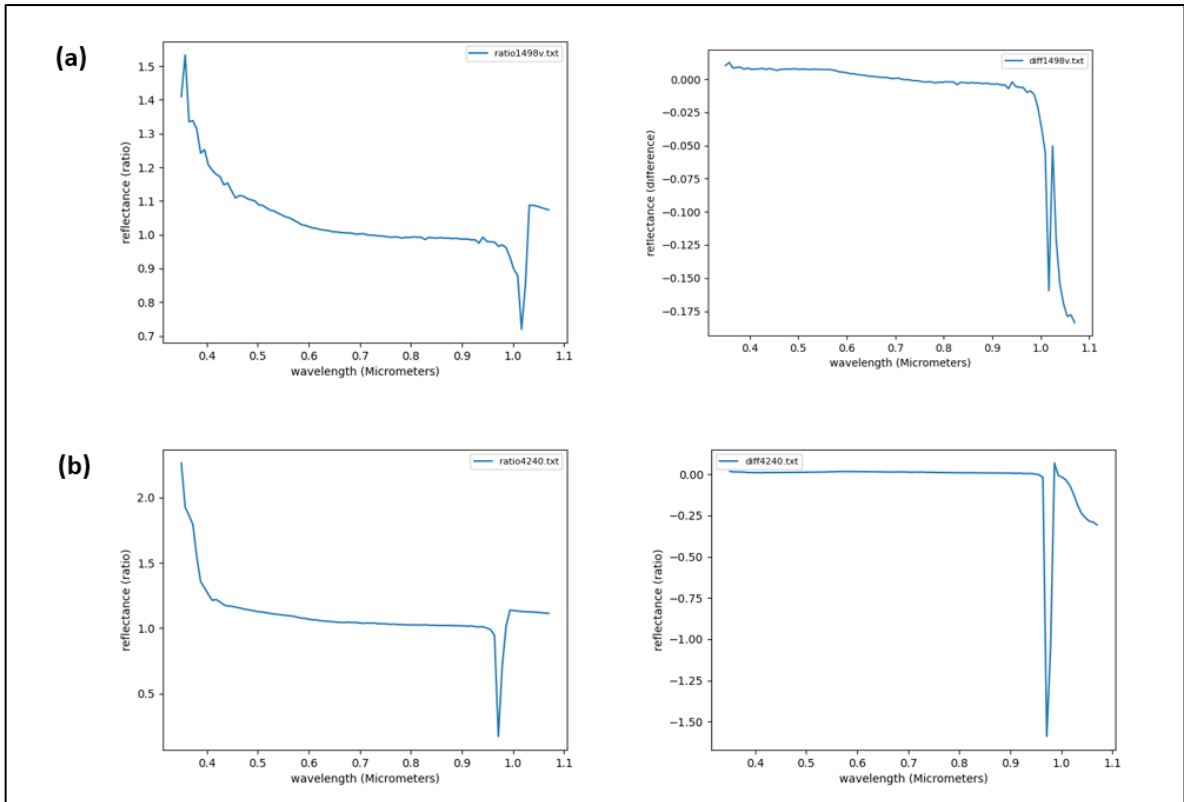 (a)
ratio1498v.txt
reflectance (ratio)
1.5
1.4
1.3
1.2
1.1
1.0
0.9
0.8
0.7
0.4 0.5 0.6 0.7 0.8 0.9 1.0 1.1
wavelength (Micrometers)
diff1498v.txt
reflectance (difference)
0.000
−0.025
−0.050
−0.075
−0.100
−0.125
−0.150
−0.175
0.4 0.5 0.6 0.7 0.8 0.9 1.0 1.1
wavelength (Micrometers)
(b)
ratio4240.txt
reflectance (ratio)
2.0
1.5
1.0
0.5
0.4 0.5 0.6 0.7 0.8 0.9 1.0 1.1
wavelength (Micrometers)
diff4240.txt
reflectance (ratio)
0.00
−0.25
−0.50
−0.75
−1.00
−1.25
−1.50
0.4 0.5 0.6 0.7 0.8 0.9 1.0 1.1
wavelength (Micrometers)